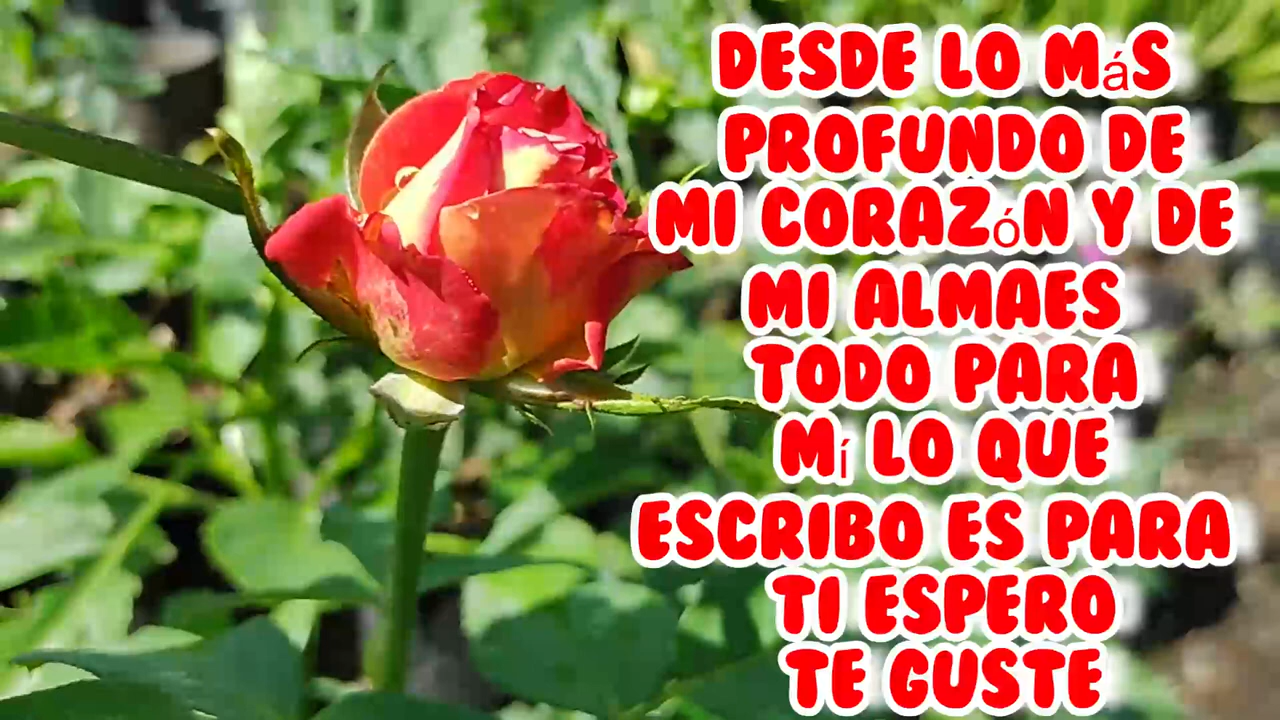 DESDE LO MáS
PROFUNDO DE
MI CORAZóN Y DE
MI ALMAES
TODO PARA
Mí LO QUE
ESCRIBO ES PARA
TI ESPERO
TE GUSTE